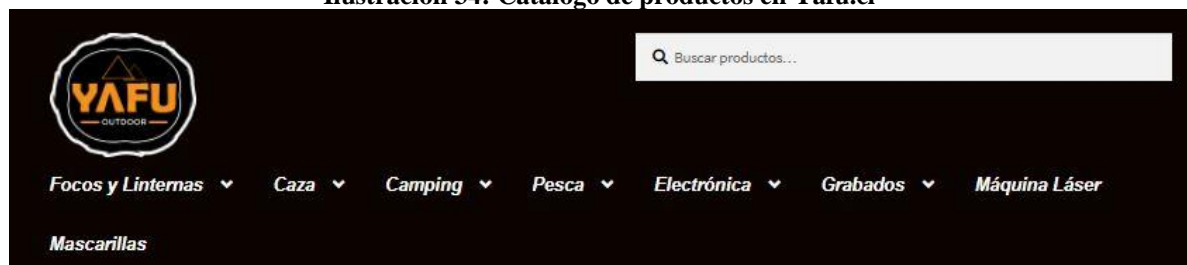 Ilustración 34: Catálogo de productos en Yafu.cl
Buscar productos...
YAFU
OUTDOOR
Focos y Linternas Caza Camping Pesca Electrónica Grabados Máquina Láser
Mascarillas